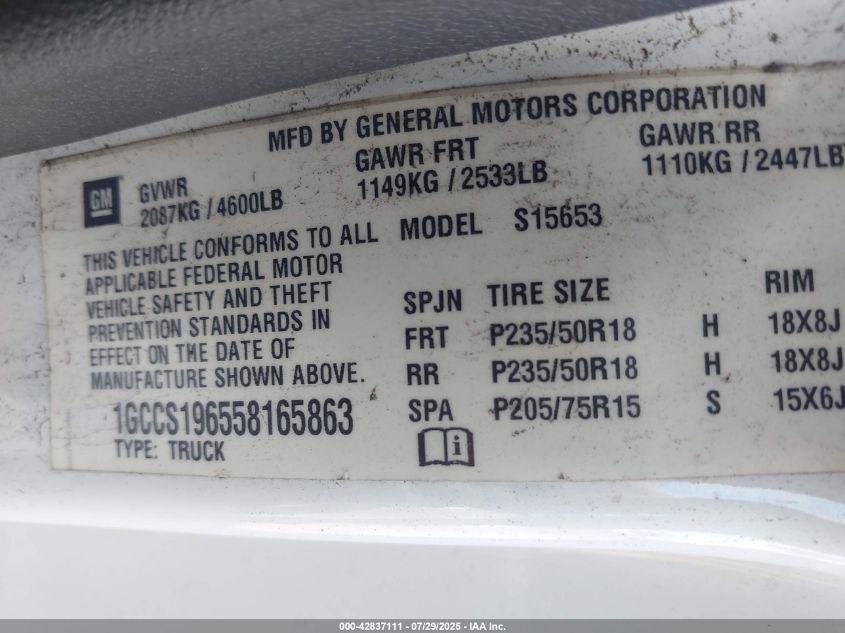 MFD BY GENERAL MOTORS CORPORATION
GM
GVWR
2087KG / 4600LB
GAWR FRT
1149KG / 2533LB
GAWR RR
1110KG / 2447LB
THIS VEHICLE CONFORMS TO ALL
APPLICABLE FEDERAL MOTOR
VEHICLE SAFETY AND THEFT
PREVENTION STANDARDS IN
EFFECT ON THE DATE OF
MANUFACTURE SHOWN ABOVE.
1GCCS196558165863
TYPE: TRUCK
MODEL S15653
SPJN TIRE SIZE RIM
FRT P235/50R18 H 18X8J
RR P235/50R18 H 18X8J
SPA P205/75R15 S 15X6J
i
000-42837111 - 07/29/2025 - IAA Inc.